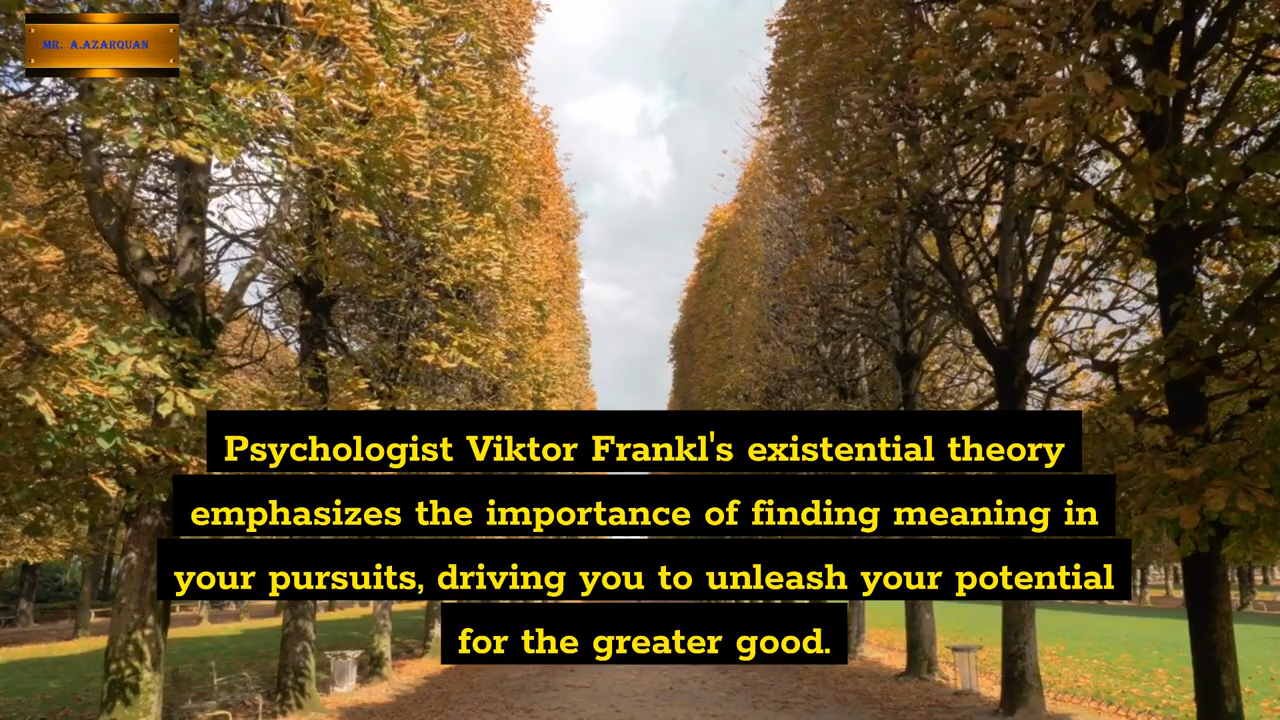 MR. A.AZARQUAN
Psychologist Viktor Frankl's existential theory
emphasizes the importance of finding meaning in
your pursuits, driving you to unleash your potential
for the greater good.